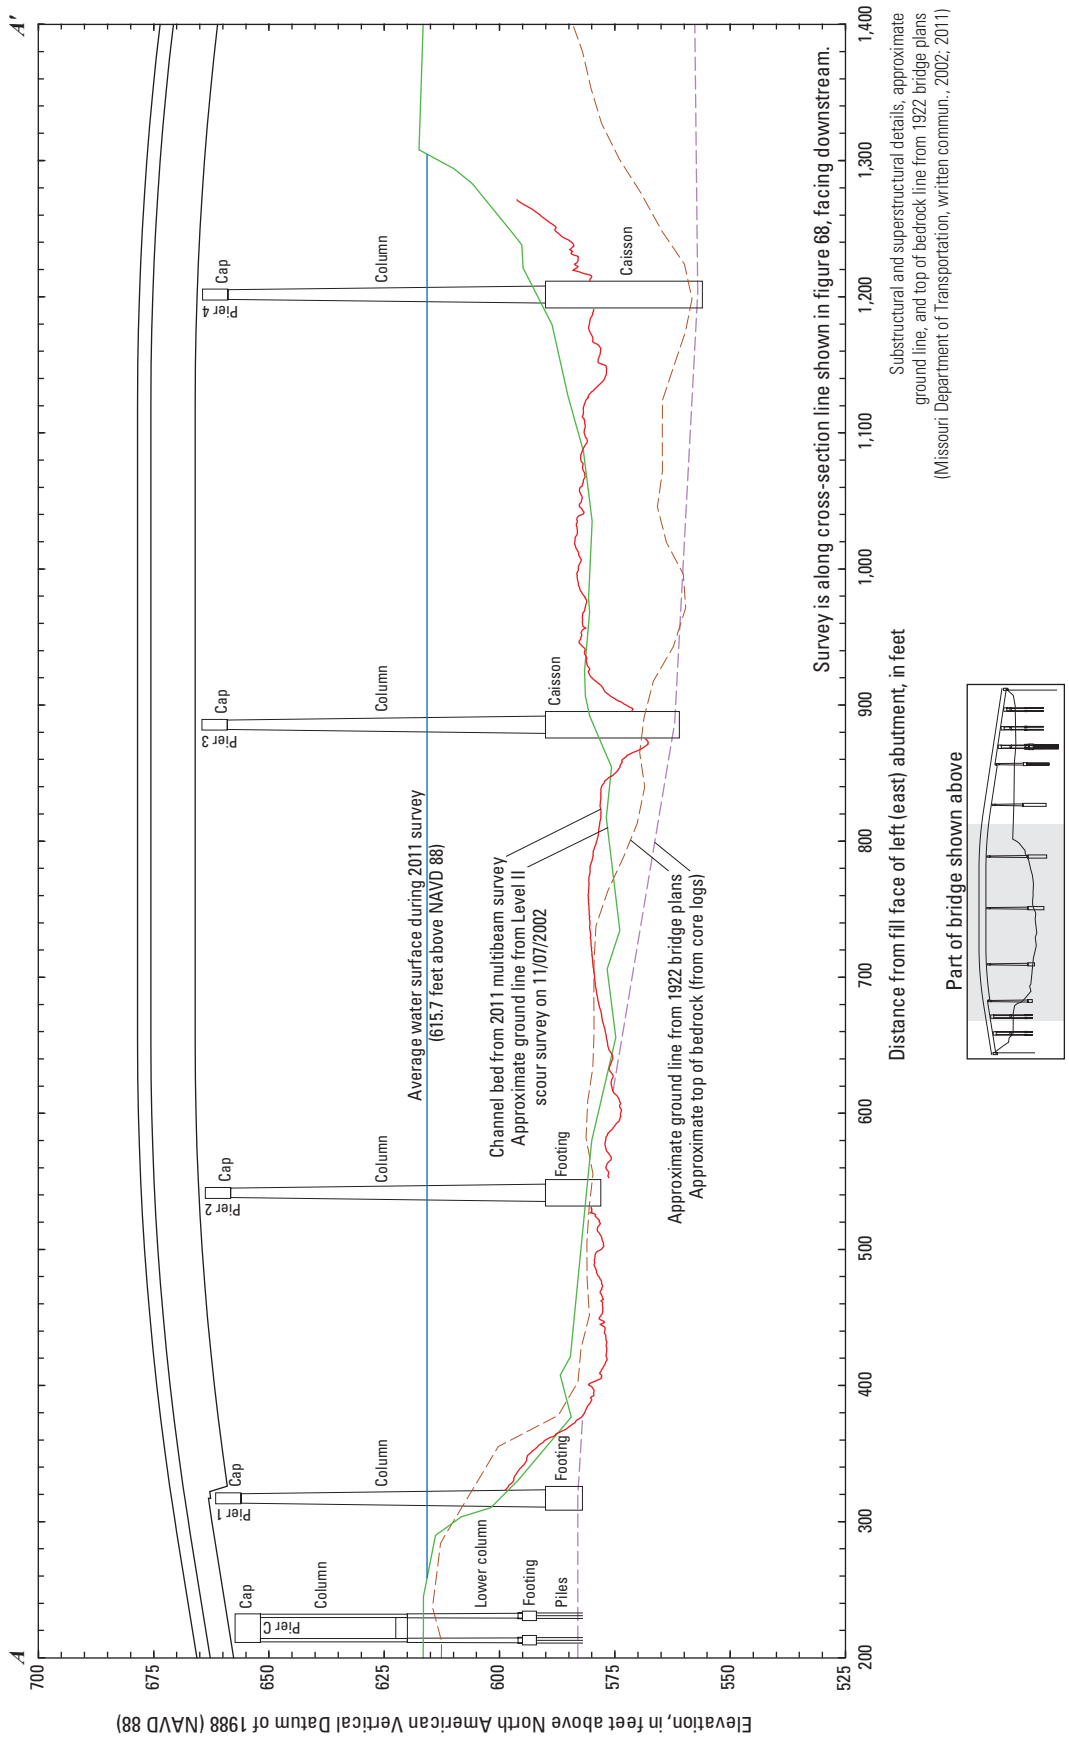 A
A′
Elevation, in feet above North American Vertical Datum of 1988 (NAVD 88)
700
675
650
625
600
575
550
525
Cap
Pier C
Column
Lower column
Footing
Piles
Cap
Pier 1
Column
Footing
Cap
Pier 2
Column
Footing
Cap
Pier 3
Column
Caisson
Cap
Pier 4
Column
Caisson
Average water surface during 2011 survey
(615.7 feet above NAVD 88)
Channel bed from 2011 multibeam survey
Approximate ground line from Level II
scour survey on 11/07/2002
Approximate ground line from 1922 bridge plans
Approximate top of bedrock (from core logs)
Survey is along cross-section line shown in figure 68, facing downstream.
200
300
400
500
600
700
800
900
1,000
1,100
1,200
1,300
1,400
Distance from fill face of left (east) abutment, in feet
Substructural and superstructural details, approximate
ground line, and top of bedrock line from 1922 bridge plans
(Missouri Department of Transportation, written commun., 2002; 2011)
Part of bridge shown above